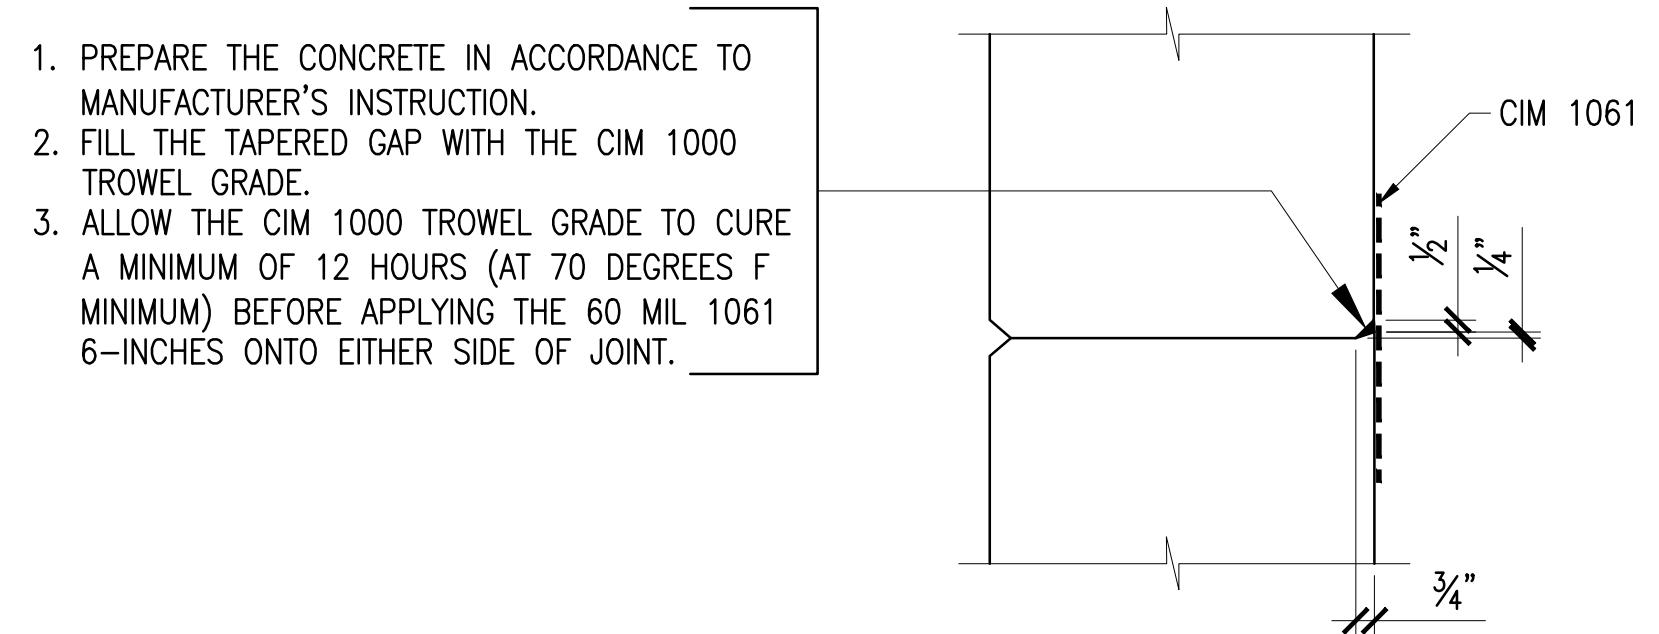 1. PREPARE THE CONCRETE IN ACCORDANCE TO
MANUFACTURER'S INSTRUCTION.
2. FILL THE TAPERED GAP WITH THE CIM 1000
TROWEL GRADE.
3. ALLOW THE CIM 1000 TROWEL GRADE TO CURE
A MINIMUM OF 12 HOURS (AT 70 DEGREES F
MINIMUM) BEFORE APPLYING THE 60 MIL 1061
6-INCHES ONTO EITHER SIDE OF JOINT.
CIM 1061
1/2"
1/4"
3/4"